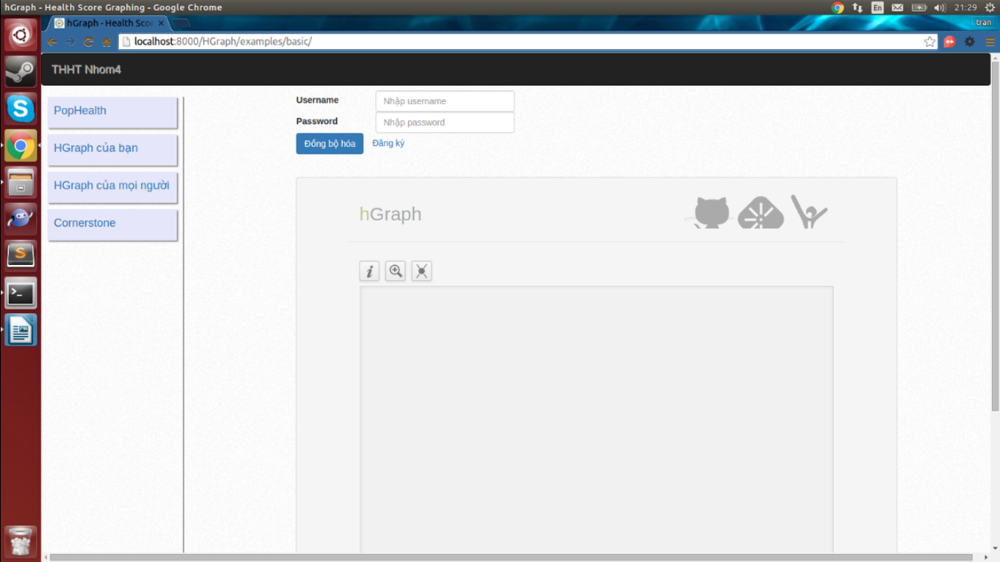 hGraph - Health Score Graphing - Google Chrome
En
21:29
hGraph - Health Scor
tran
localhost:8000/HGraph/examples/basic/
THHT Nhom4
PopHealth
HGraph của bạn
HGraph của mọi người
Cornerstone
Username
Nhập username
Password
Nhập password
Đồng bộ hóa
Đăng ký
hGraph
i